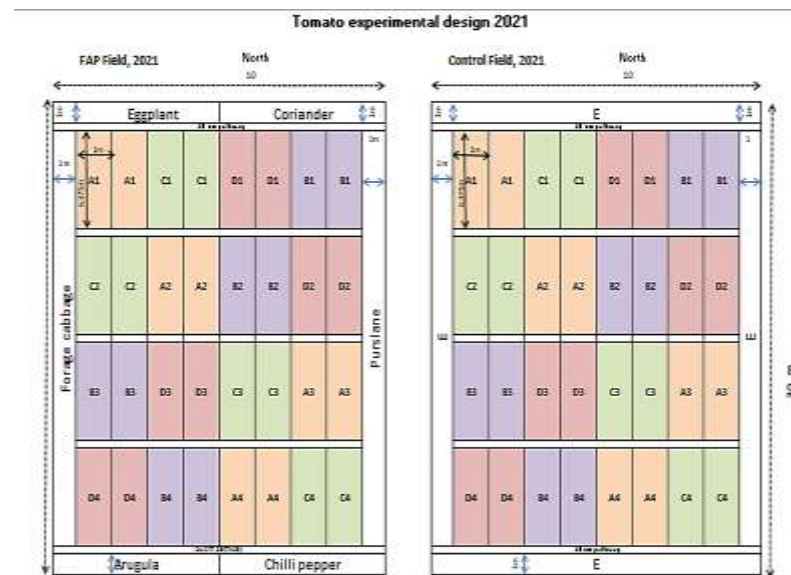 Tomato experimental design 2021
FAP Field, 2021 North
Control Field, 2021 North
10
10
Eggplant Coriander
E
1m
1m
1m
A1 A1 C1 C1 D1 D1 B1 B1
A1 A1 C1 C1 D1 D1 B1 B1
C2 C2 A2 A2 B2 B2 D2 D2
C2 C2 A2 A2 B2 B2 D2 D2
Forage cabbage
Purslane
E
E
B3 B3 D3 D3 C3 C3 A3 A3
B3 B3 D3 D3 C3 C3 A3 A3
D4 D4 B4 B4 A4 A4 C4 C4
D4 D4 B4 B4 A4 A4 C4 C4
Arugula Chilli pepper
E